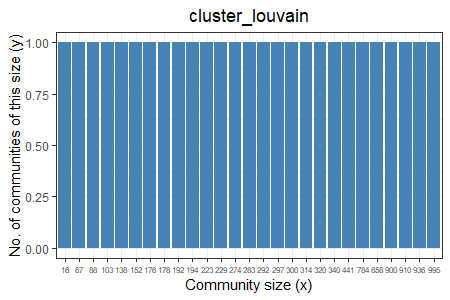 cluster_louvain
No. of communities of this size (y)
1.00
0.75
0.50
0.25
0.00
16 67 88 103 138 152 176 178 192 194 223 229 274 283 292 297 300 314 320 340 441 784 858 900 910 936 995
Community size (x)